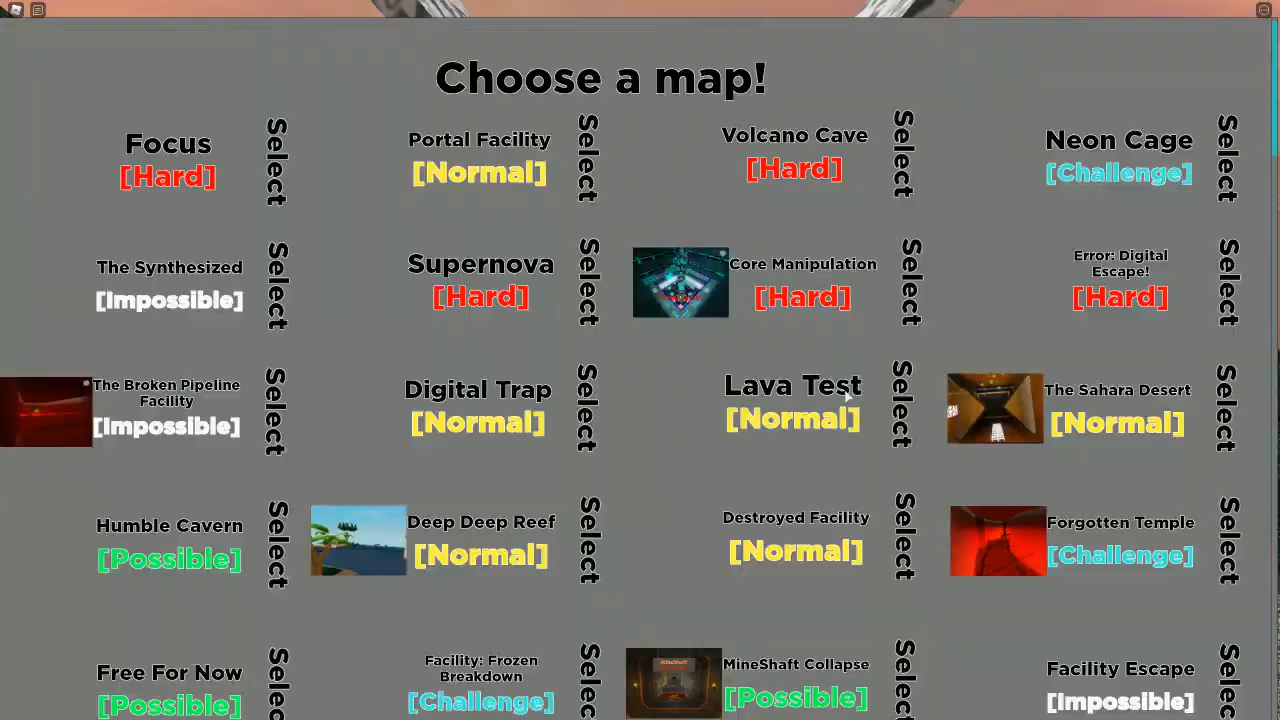 Choose a map!
Focus
[Hard]
Select
Portal Facility
[Normal]
Select
Volcano Cave
[Hard]
Select
Neon Cage
[Challenge]
Select
The Synthesized
[Impossible]
Select
Supernova
[Hard]
Select
Core Manipulation
[Hard]
Select
Error: Digital
Escape!
[Hard]
Select
The Broken Pipeline
Facility
[Impossible]
Select
Digital Trap
[Normal]
Select
Lava Test
[Normal]
Select
The Sahara Desert
[Normal]
Select
Humble Cavern
[Possible]
Select
Deep Deep Reef
[Normal]
Select
Destroyed Facility
[Normal]
Select
Forgotten Temple
[Challenge]
Select
Free For Now
[Possible]
Select
Facility: Frozen
Breakdown
[Challenge]
Select
MineShaft Collapse
[Possible]
Select
Facility Escape
[Impossible]
Select